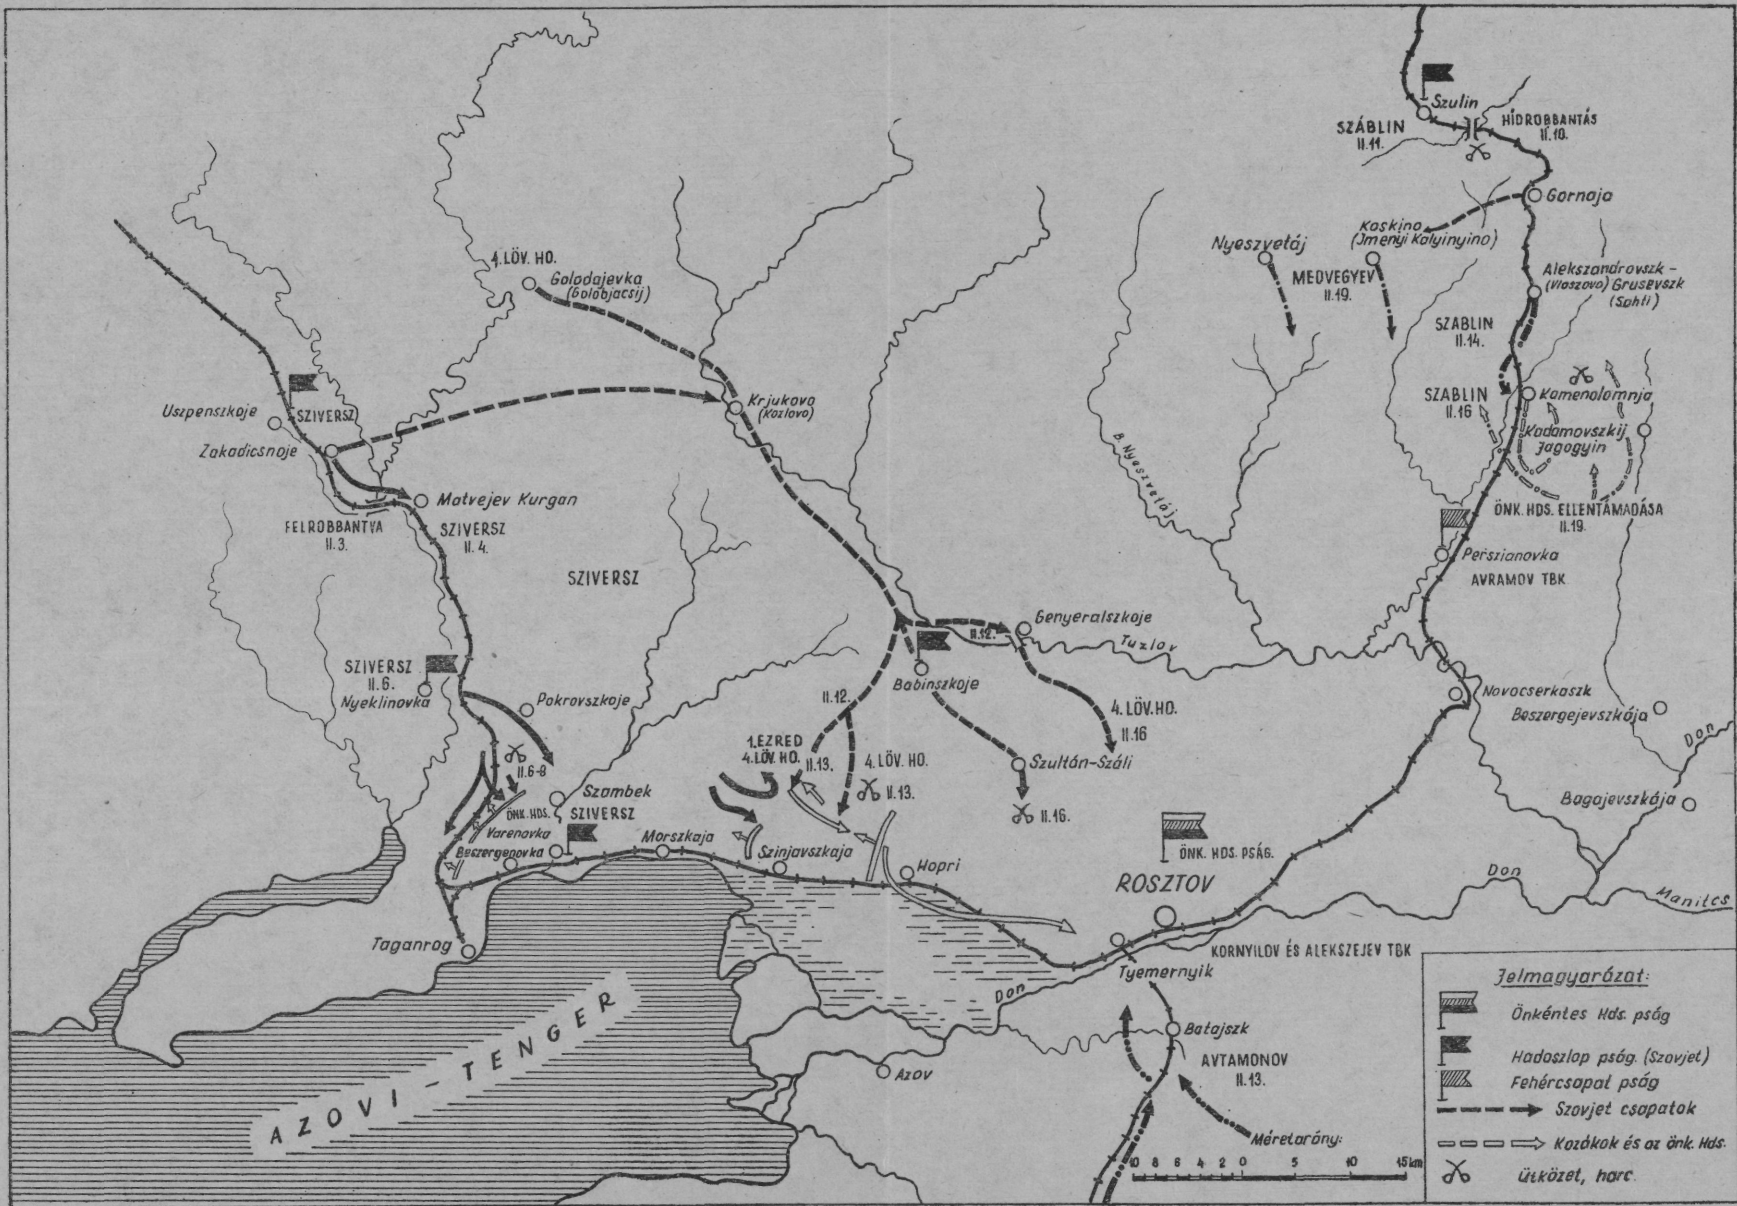 Szulin
SZÁBLIN
II.11.
HÍDROBBANTÁS
II.10.
Gornaja
Koskino
(Jmenyi Kalyinyino)
Nyeszvetáj
MEDVEGYEV
II.19.
Alekszandrovszk-
(Vlaszovo) Grusevszk
(Sahti)
4. LÖV. HO.
Golodajevka
(Golobjacsij)
SZABLIN
II.14.
Uszpenszkoje
SZIVERSZ
Zakadicsnoje
Krjukovo
(Kozlovo)
SZABLIN
II.16
Kamenolomnja
Kadamovszkij
Jagogyin
Matvejev Kurgan
FELROBBANTVA
II.3.
SZIVERSZ
II.4.
B. Nyeszvetáj
ÖNK. HDS. ELLENTÁMADÁSA
II.19.
Perszianovka
AVRAMOV TBK
SZIVERSZ
Genyeralszkoje
II.12.
Tuzlov
SZIVERSZ
II.6.
Nyeklinovka
Pokrovszkoje
Babinszkoje
II.12.
4. LÖV. HO.
II.16
Novocserkaszk
Beszergejevszkája
Don
1. EZRED
4. LÖV. HO.
II.13.
4. LÖV. HO.
II.13.
Szultán-Száli
II.16.
II.6-8
Szambek
ÖNK. HDS.
SZIVERSZ
Varenovka
Beszergenovka
Morszkaja
Szinjavszkaja
Hopri
Bagajevszkája
ÖNK. HDS. PSÁG.
ROSZTOV
Don
Manitcs
Taganrog
KORNYILOV ÉS ALEKSZEJEV TBK
Tyemernyik
Don
Batajszk
AVTAMONOV
II.13.
Azov
AZOVI-TENGER
Méretarány:
10 8 6 4 2 0 5 10 15 km
Jelmagyarázat:
Önkéntes Hds. pság
Hadoszlop pság. (Szovjet)
Fehércsapat pság
Szovjet csapatok
Kozákok és az önk. Hds.
ütközet, harc.